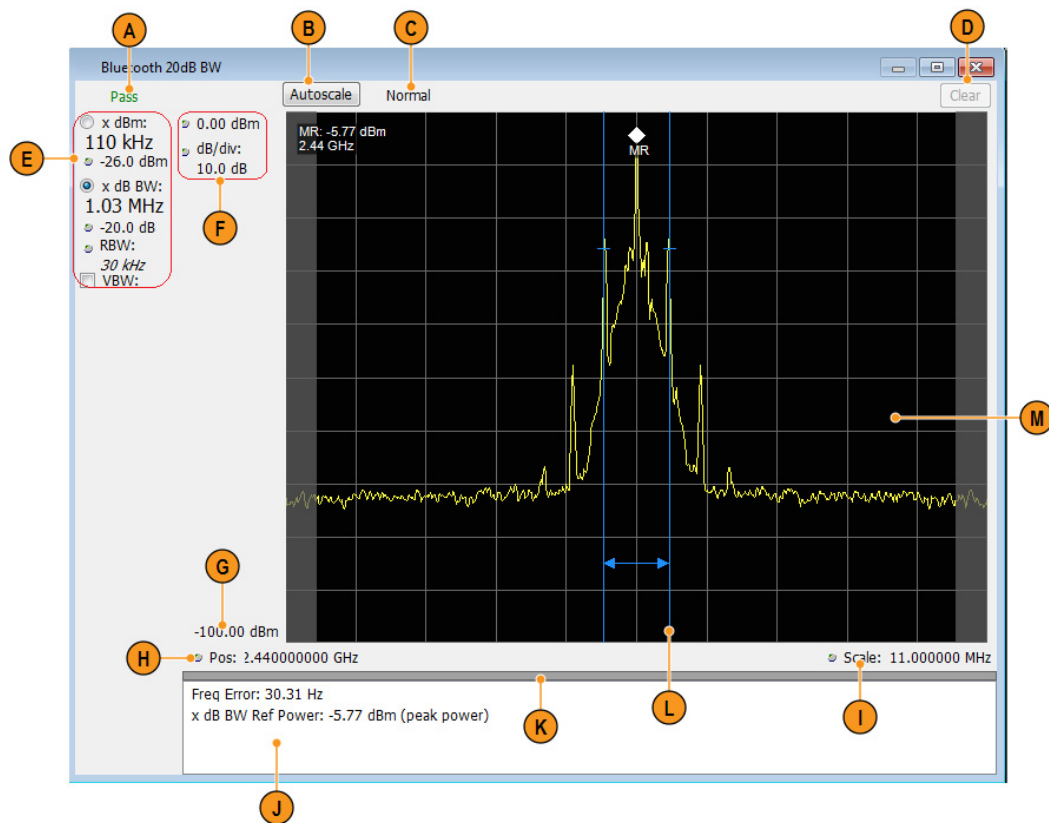 A
B
C
D
Bluetooth 20dB BW
Pass
Autoscale
Normal
Clear
E
x dBm:
110 kHz
-26.0 dBm
x dB BW:
1.03 MHz
-20.0 dB
RBW:
30 kHz
VBW:
0.00 dBm
dB/div:
10.0 dB
F
MR: -5.77 dBm
2.44 GHz
MR
M
G
-100.00 dBm
H
Pos: 2.440000000 GHz
Scale: 11.000000 MHz
I
L
K
Freq Error: 30.31 Hz
x dB BW Ref Power: -5.77 dBm (peak power)
J